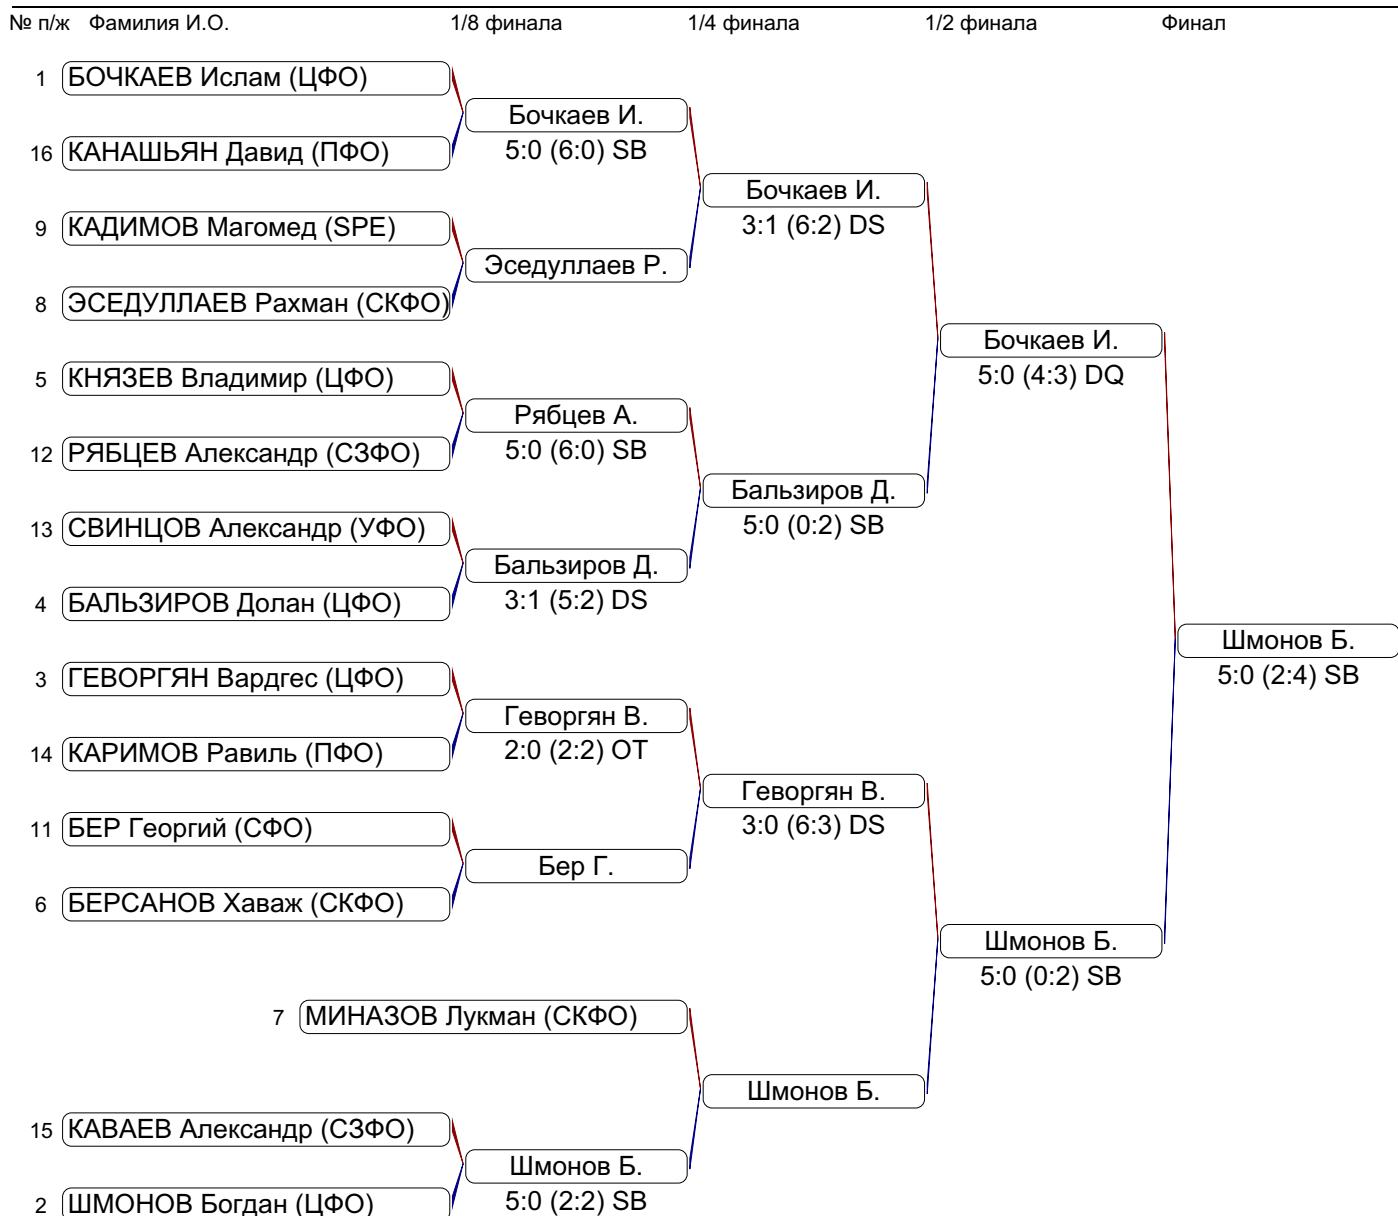 № п/ж Фамилия И.О. 1/8 финала 1/4 финала 1/2 финала Финал
1 БОЧКАЕВ Ислам (ЦФО)
Бочкаев И.
16 КАНАШЬЯН Давид (ПФО) 5:0 (6:0) SB
Бочкаев И.
9 КАДИМОВ Магомед (SPE) 3:1 (6:2) DS
Эседуллаев Р.
8 ЭСЕДУЛЛАЕВ Рахман (СКФО)
Бочкаев И.
5 КНЯЗЕВ Владимир (ЦФО) 5:0 (4:3) DQ
Рябцев А.
12 РЯБЦЕВ Александр (СЗФО) 5:0 (6:0) SB
Бальзиров Д.
13 СВИНЦОВ Александр (УФО) 5:0 (0:2) SB
Бальзиров Д.
4 БАЛЬЗИРОВ Долан (ЦФО) 3:1 (5:2) DS
Шмонов Б.
3 ГЕВОРГЯН Вардгес (ЦФО) 5:0 (2:4) SB
Геворгян В.
14 КАРИМОВ Равиль (ПФО) 2:0 (2:2) OT
Геворгян В.
11 БЕР Георгий (СФО) 3:0 (6:3) DS
Бер Г.
6 БЕРСАНОВ Хаваж (СКФО)
Шмонов Б.
5:0 (0:2) SB
7 МИНАЗОВ Лукман (СКФО)
Шмонов Б.
15 КАВАЕВ Александр (СЗФО)
Шмонов Б.
2 ШМОНОВ Богдан (ЦФО) 5:0 (2:2) SB